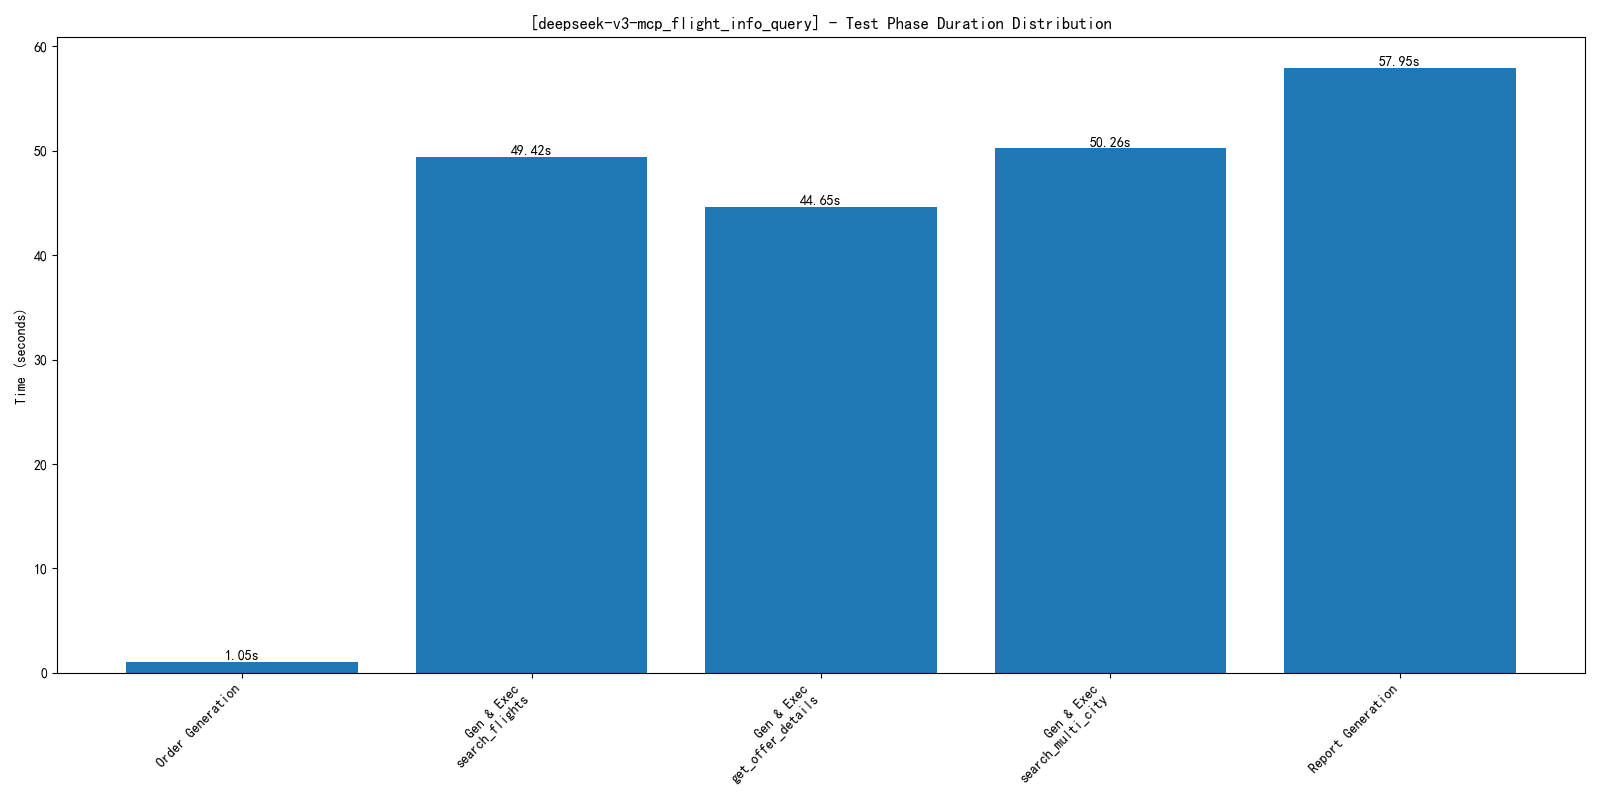 [deepseek-v3-mcp_flight_info_query] - Test Phase Duration Distribution
Time (seconds)
60
50
40
30
20
10
0
1.05s
49.42s
44.65s
50.26s
57.95s
Order Generation
Gen & Exec
search_flights
Gen & Exec
get_offer_details
Gen & Exec
search_multi_city
Report Generation